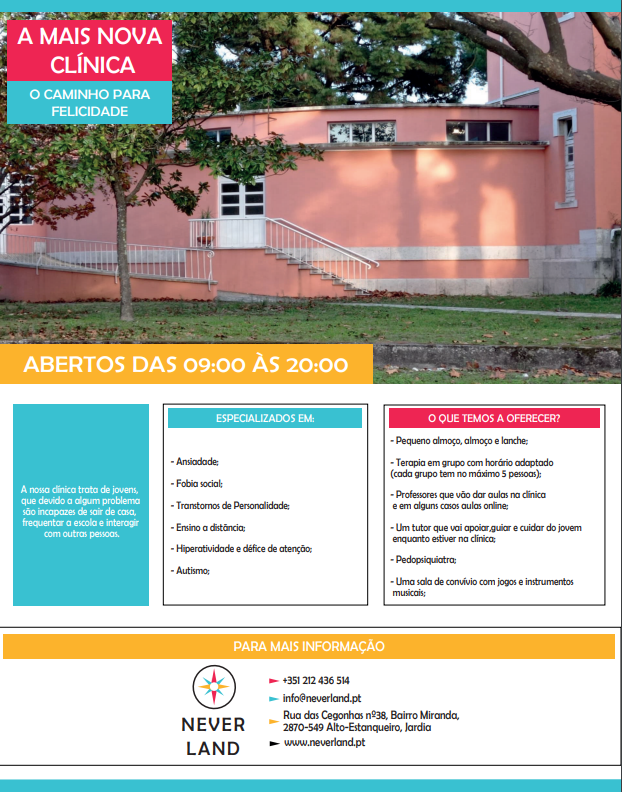 A MAIS NOVA
CLÍNICA
O CAMINHO PARA
FELICIDADE
ABERTOS DAS 09:00 ÀS 20:00
A nossa clínica trata de jovens,
que devido a algum problema
são incapazes de sair de casa,
frequentar a escola e interagir
com outras pessoas.
ESPECIALIZADOS EM:
- Ansiadade;
- Fobia social;
- Transtornos de Personalidade;
- Ensino a distância;
- Hiperatividade e défice de atenção;
- Autismo;
O QUE TEMOS A OFERECER?
- Pequeno almoço, almoço e lanche;
- Terapia em grupo com horário adaptado
(cada grupo tem no máximo 5 pessoas);
- Professores que vão dar aulas na clínica
e em alguns casos aulas online;
- Um tutor que vai apoiar,guiar e cuidar do jovem
enquanto estiver na clínica;
- Pedopsiquiatra;
- Uma sala de convívio com jogos e instrumentos
musicais;
PARA MAIS INFORMAÇÃO
NEVER
LAND
+351 212 436 514
info@neverland.pt
Rua das Cegonhas nº38, Bairro Miranda,
2870-549 Alto-Estanqueiro, Jardia
www.neverland.pt